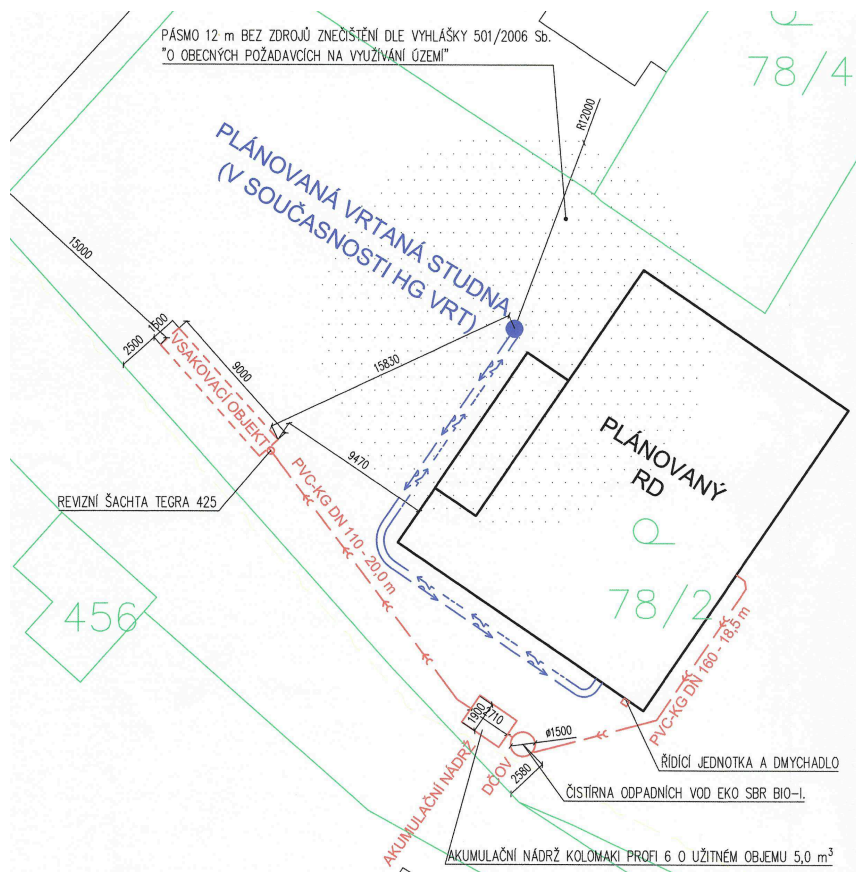 PÁSMO 12 m BEZ ZDROJŮ ZNEČIŠTĚNÍ DLE VYHLÁŠKY 501/2006 Sb.
"O OBECNÝCH POŽADAVCÍCH NA VYUŽÍVÁNÍ ÚZEMÍ"
78/4
R12000
PLÁNOVANÁ VRTANÁ STUDNA
(V SOUČASNOSTI HG VRT)
15000
1500
2500
9000
15830
VSAKOVACÍ OBJEKT
9470
PLÁNOVANÝ
RD
REVIZNÍ ŠACHTA TEGRA 425
PVC-KG DN 110 - 20,0 m
456
78/2
PVC-KG DN 160 - 18,5 m
1900
2710
ø1500
2580
DČOV
AKUMULAČNÍ NÁDRŽ
ŘÍDÍCÍ JEDNOTKA A DMYCHADLO
ČISTÍRNA ODPADNÍCH VOD EKO SBR BIO-I.
AKUMULAČNÍ NÁDRŽ KOLOMAKI PROFI 6 O UŽITNÉM OBJEMU 5,0 m³